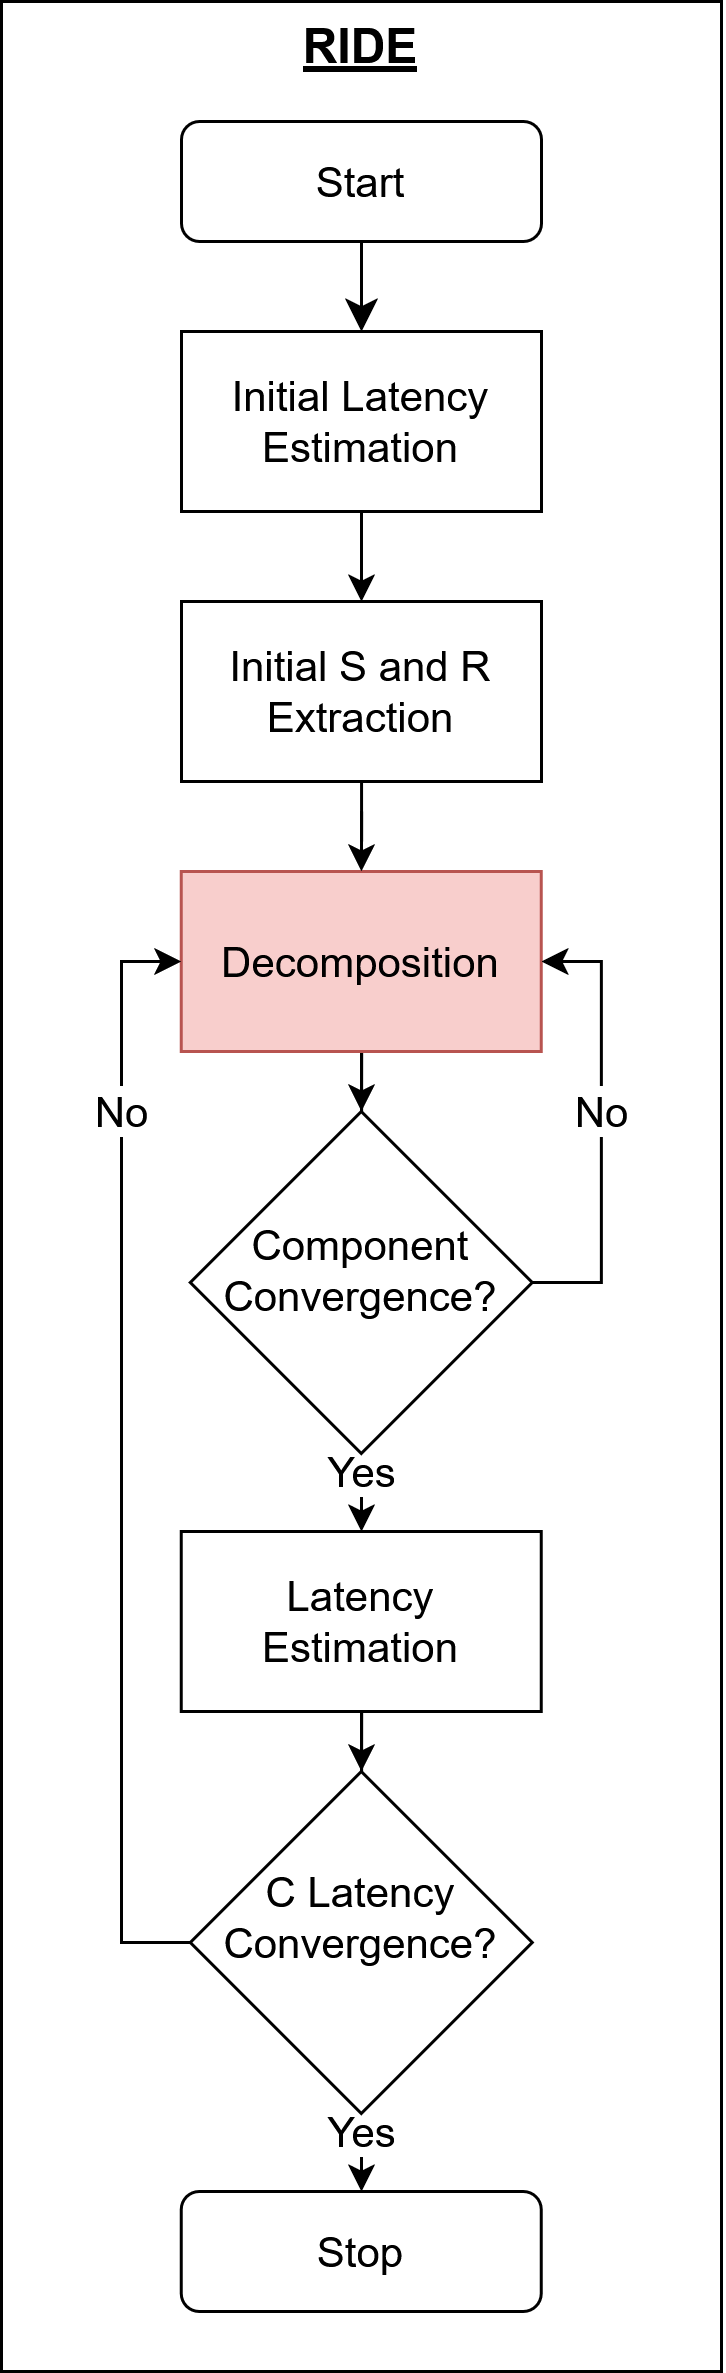 RIDE
Start
Initial Latency
Estimation
Initial S and R
Extraction
Decomposition
No
No
Component
Convergence?
Yes
Latency
Estimation
C Latency
Convergence?
Yes
Stop